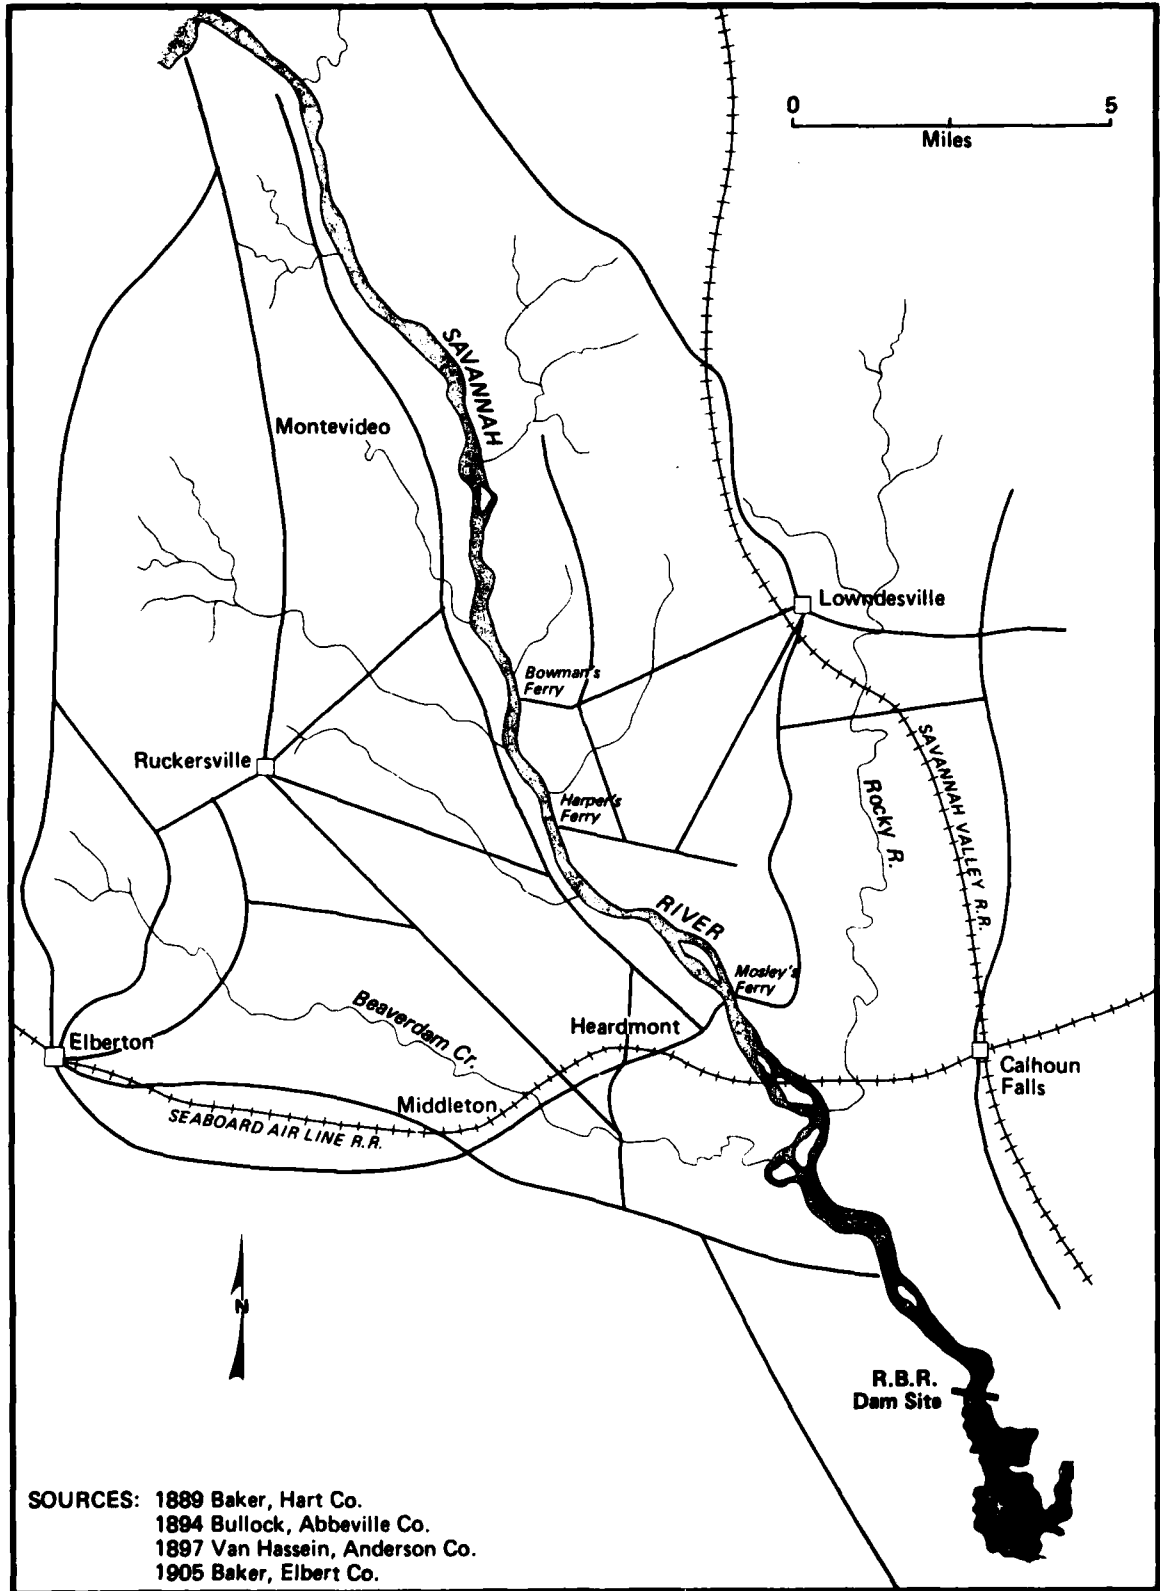 0 5
Miles
SAVANNAH
Montevideo
Lowndesville
Bowman's
Ferry
Ruckersville
SAVANNAH VALLEY R.R.
Harper's
Ferry
Rocky R.
RIVER
Mosley's
Ferry
Beaverdam Cr.
Heardmont
Elberton
Calhoun
Falls
Middleton
SEABOARD AIR LINE R.R.
N
R.B.R.
Dam Site
SOURCES: 1889 Baker, Hart Co.
1894 Bullock, Abbeville Co.
1897 Van Hassein, Anderson Co.
1905 Baker, Elbert Co.